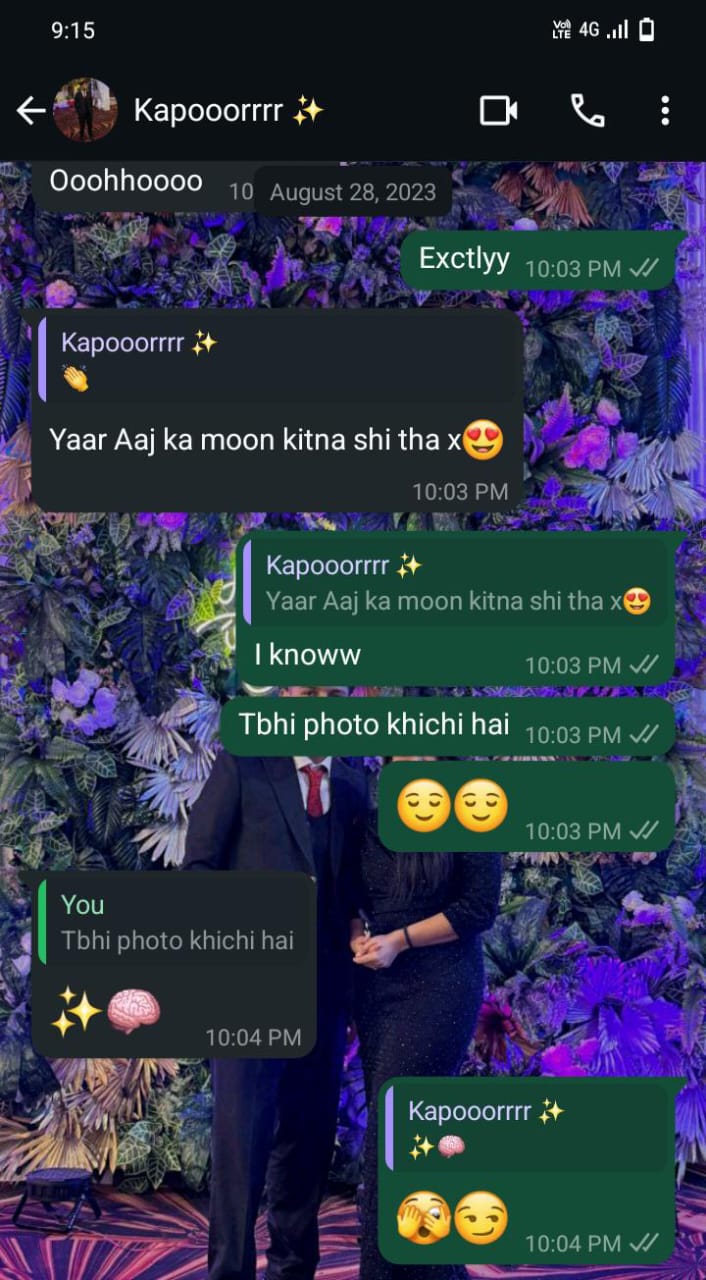 9:15 Vo) LTE 4G
Kapooorrrr ✨
Ooohhoooo 10
August 28, 2023
Exctlyy 10:03 PM
Kapooorrrr ✨
👏
Yaar Aaj ka moon kitna shi tha x😍
10:03 PM
Kapooorrrr ✨
Yaar Aaj ka moon kitna shi tha x😍
I knoww 10:03 PM
Tbhi photo khichi hai 10:03 PM
😌😌 10:03 PM
You
Tbhi photo khichi hai
✨🧠 10:04 PM
Kapooorrrr ✨
✨🧠
🫣😏 10:04 PM